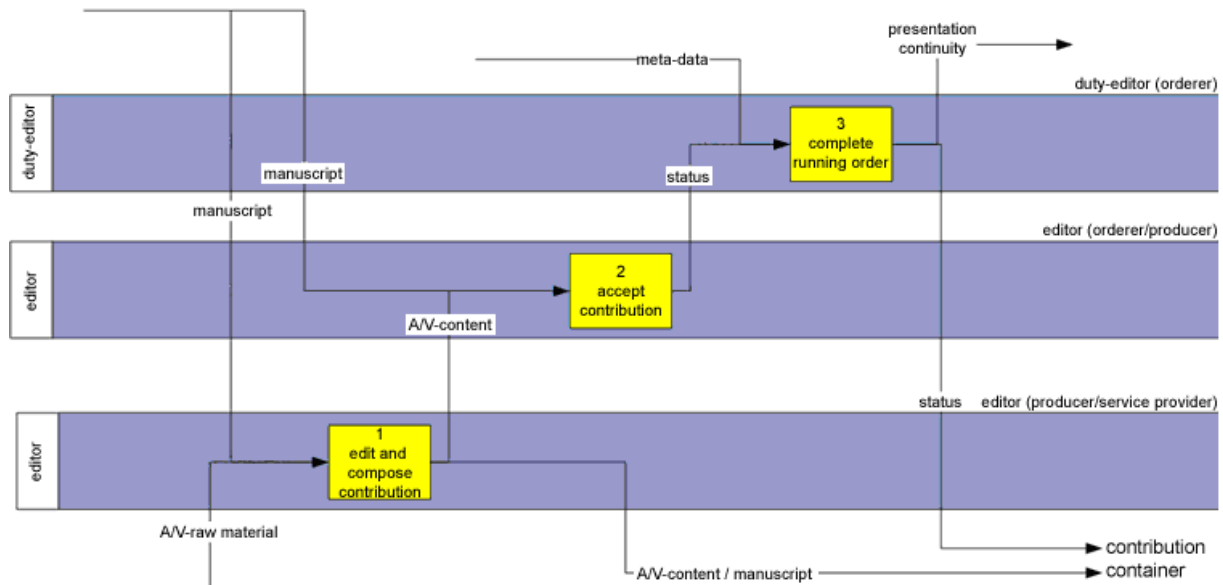 presentation
continuity
meta-data
duty-editor (orderer)
duty-editor
3
complete
running order
manuscript
status
manuscript
editor (orderer/producer)
editor
2
accept
contribution
A/V-content
status
editor (producer/service provider)
editor
1
edit and
compose
contribution
A/V-raw material
contribution
A/V-content / manuscript
container